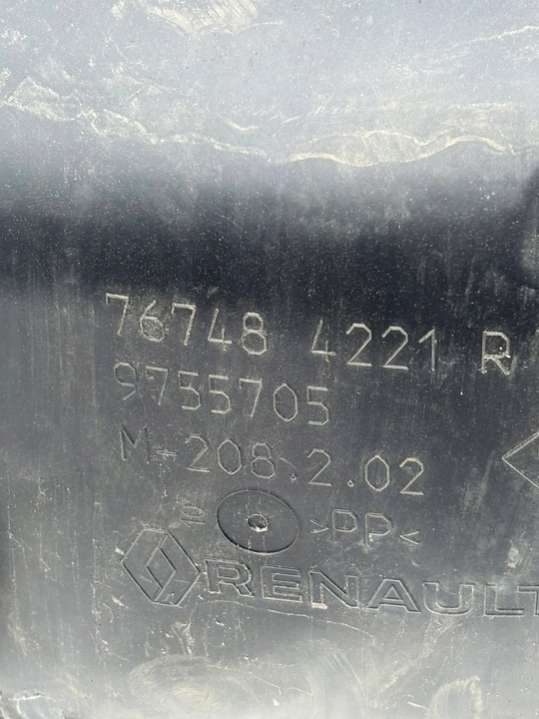 76748 4221 R
9755705
M-208.2.02
>PP<
RENAULT